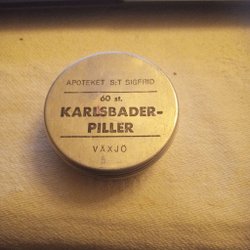 APOTEKET S:T SIGFRID
60 st.
KARLSBADER-
PILLER
VÄXJÖ